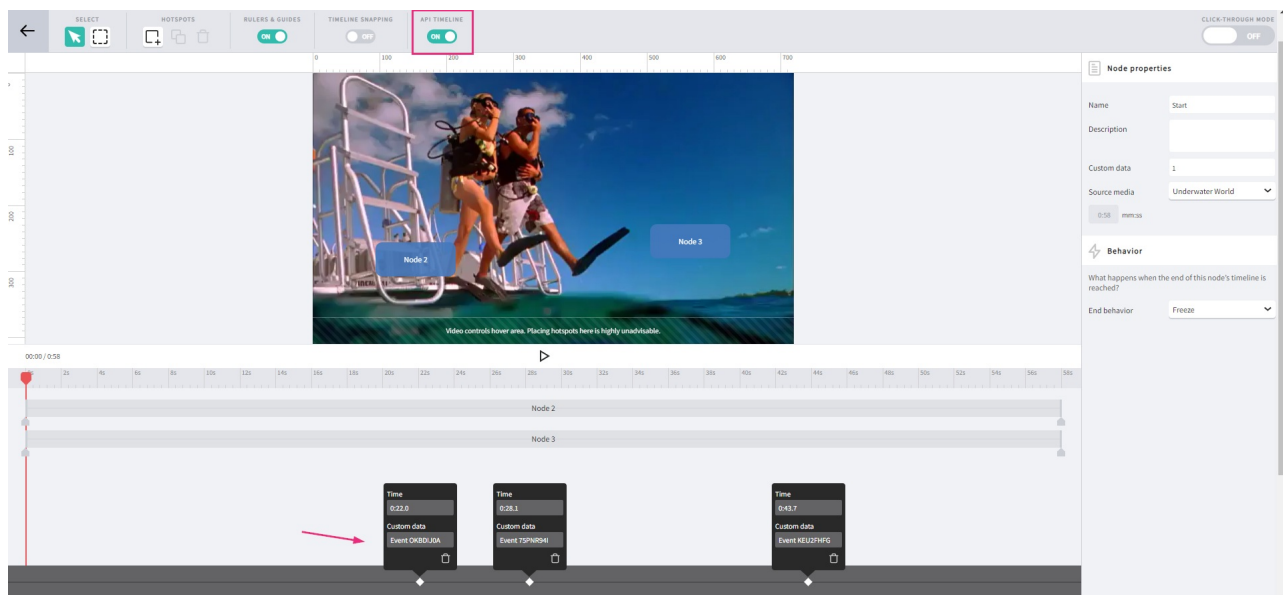 SELECT
HOTSPOTS
RULERS & GUIDES
TIMELINE SNAPPING
API TIMELINE
CLICK-THROUGH MODE
ON
OFF
ON
OFF
0 100 200 300 400 500 600 700
100
200
300
Node 2
Node 3
Video controls hover area. Placing hotspots here is highly unadvisable.
Node properties
Name
Start
Description
Custom data
1
Source media
Underwater World
0:58 mm:ss
Behavior
What happens when the end of this node's timeline is
reached?
End behavior
Freeze
00:00 / 0:58
2s 4s 6s 8s 10s 12s 14s 16s 18s 20s 22s 24s 26s 28s 30s 32s 34s 36s 38s 40s 42s 44s 46s 48s 50s 52s 54s 56s 58s
Node 2
Node 3
Time
0:22.0
Custom data
Event OKBDIJ0A
Time
0:28.1
Custom data
Event 75PNR94I
Time
0:43.7
Custom data
Event KEU2FHFG